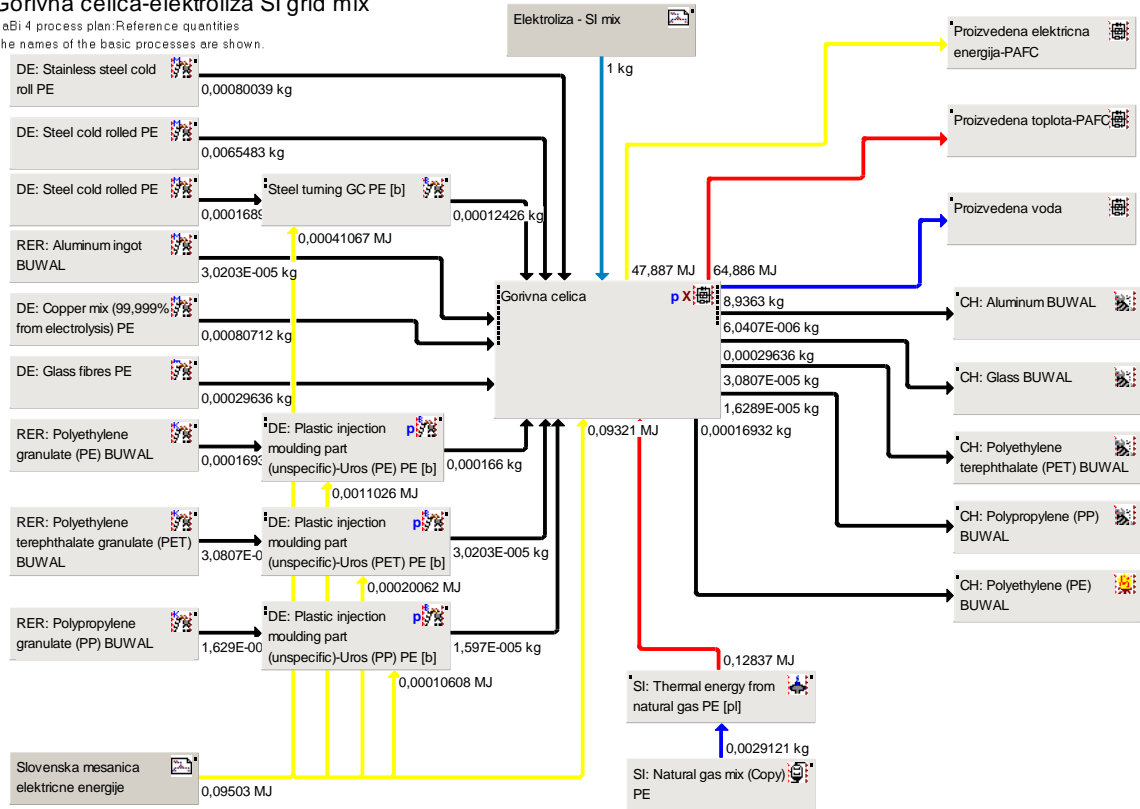 Gorivna celica-elektroliza SI grid mix
aBi 4 process plan:Reference quantities
he names of the basic processes are shown.
Elektroliza - SI mix
1 kg
DE: Stainless steel cold
roll PE
0,00080039 kg
DE: Steel cold rolled PE
0,0065483 kg
DE: Steel cold rolled PE
0,0001689
Steel turning GC PE [b]
0,00012426 kg
0,00041067 MJ
RER: Aluminum ingot
BUWAL
3,0203E-005 kg
DE: Copper mix (99,999%
from electrolysis) PE
0,00080712 kg
DE: Glass fibres PE
0,00029636 kg
RER: Polyethylene
granulate (PE) BUWAL
0,000169
DE: Plastic injection
moulding part
(unspecific)-Uros (PE) PE [b]
p
0,000166 kg
0,0011026 MJ
RER: Polyethylene
terephthalate granulate (PET)
BUWAL
3,0807E-0
DE: Plastic injection
moulding part
(unspecific)-Uros (PET) PE [b]
p
3,0203E-005 kg
0,00020062 MJ
RER: Polypropylene
granulate (PP) BUWAL
1,629E-00
DE: Plastic injection
moulding part
(unspecific)-Uros (PP) PE [b]
p
1,597E-005 kg
0,00010608 MJ
Slovenska mesanica
elektricne energije
0,09503 MJ
Gorivna celica
p X
47,887 MJ
64,886 MJ
8,9363 kg
6,0407E-006 kg
0,00029636 kg
3,0807E-005 kg
1,6289E-005 kg
0,00016932 kg
0,09321 MJ
0,12837 MJ
SI: Thermal energy from
natural gas PE [pl]
0,0029121 kg
SI: Natural gas mix (Copy)
PE
Proizvedena elektricna
energija-PAFC
Proizvedena toplota-PAFC
Proizvedena voda
CH: Aluminum BUWAL
CH: Glass BUWAL
CH: Polyethylene
terephthalate (PET) BUWAL
CH: Polypropylene (PP)
BUWAL
CH: Polyethylene (PE)
BUWAL